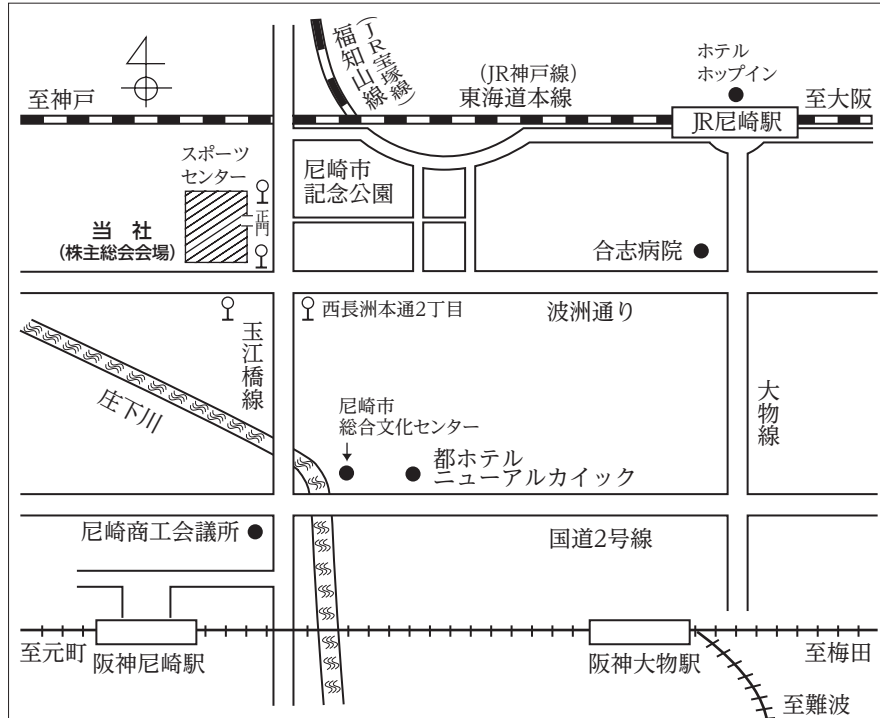 至神戸
福知山線
(JR宝塚線)
(JR神戸線)
東海道本線
ホテル
ホップイン
至大阪
JR尼崎駅
スポーツ
センター
正門
当　社
(株主総会会場)
尼崎市
記念公園
合志病院
西長洲本通2丁目
波洲通り
玉江橋線
庄下川
尼崎市
総合文化センター
都ホテル
ニューアルカイック
大物線
尼崎商工会議所
国道2号線
至元町
阪神尼崎駅
阪神大物駅
至梅田
至難波